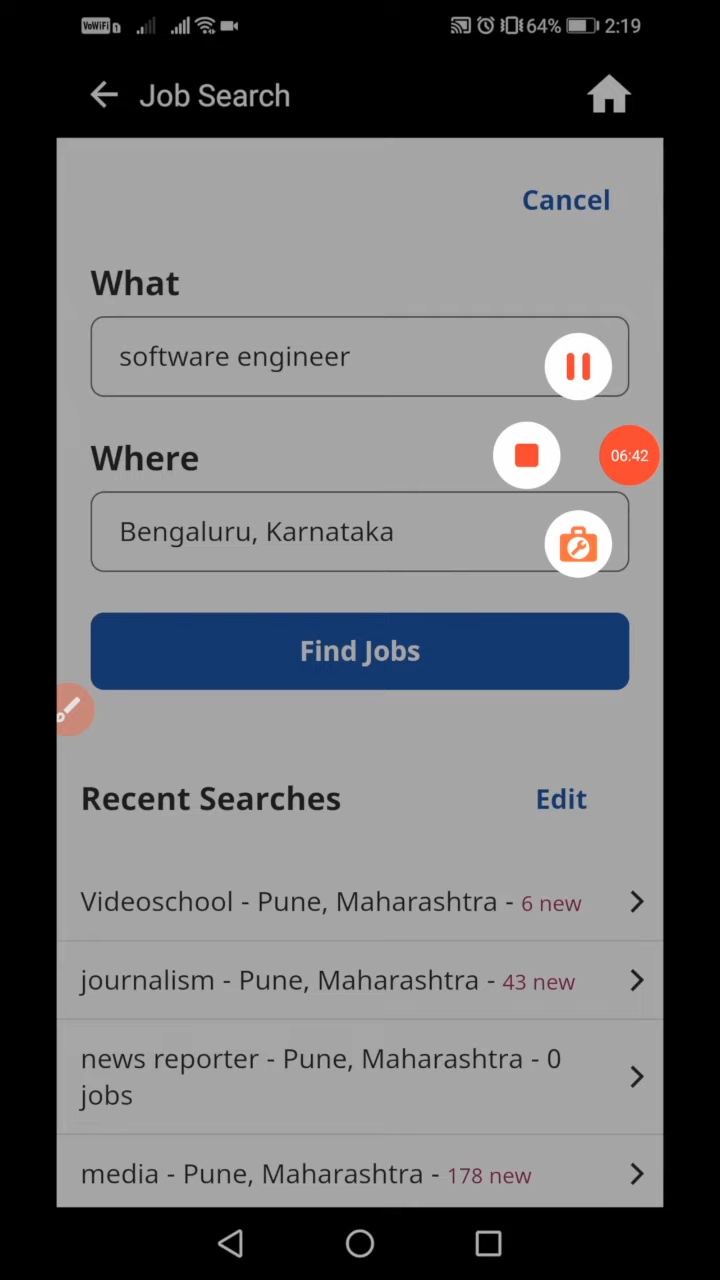 VoWiFi 64% 2:19
Job Search
Cancel
What
software engineer
Where
06:42
Bengaluru, Karnataka
Find Jobs
Recent Searches
Edit
Videoschool - Pune, Maharashtra - 6 new
journalism - Pune, Maharashtra - 43 new
news reporter - Pune, Maharashtra - 0
jobs
media - Pune, Maharashtra - 178 new